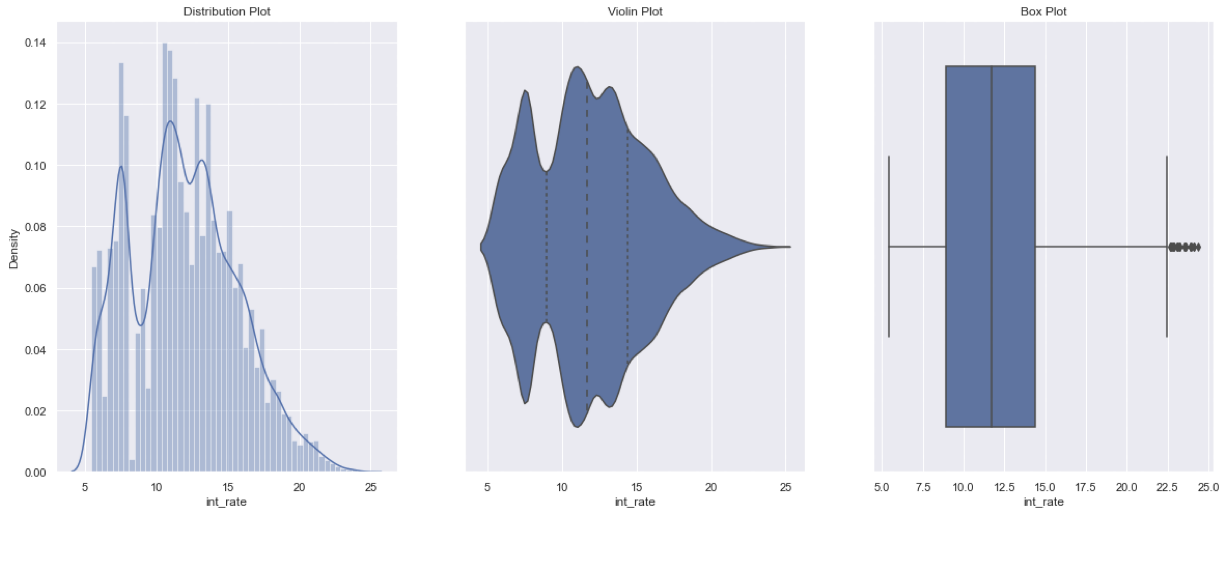 Distribution Plot
Density
0.14
0.12
0.10
0.08
0.06
0.04
0.02
0.00
5 10 15 20 25
int_rate
Violin Plot
5 10 15 20 25
int_rate
Box Plot
5.0 7.5 10.0 12.5 15.0 17.5 20.0 22.5 25.0
int_rate